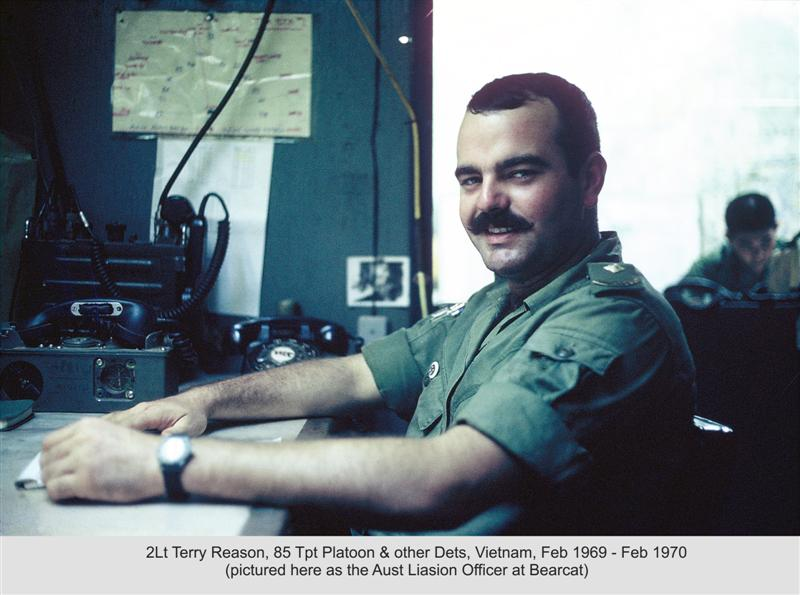 2Lt Terry Reason, 85 Tpt Platoon & other Dets, Vietnam, Feb 1969 - Feb 1970
(pictured here as the Aust Liasion Officer at Bearcat)